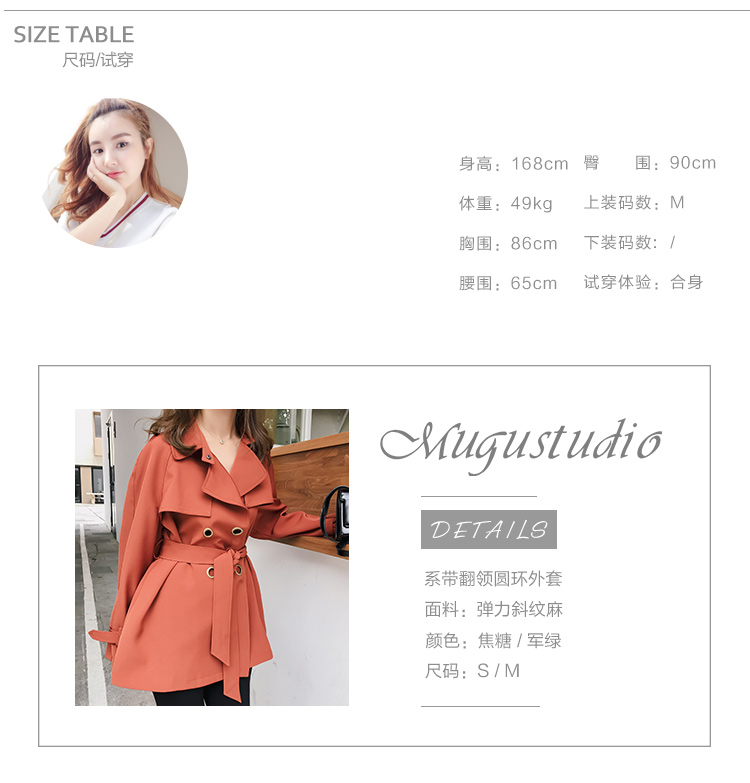 SIZE TABLE
尺码/试穿
身高：168cm 臀 围：90cm
体重：49kg 上装码数：M
胸围：86cm 下装码数：/
腰围：65cm 试穿体验：合身
Mugustudio
DETAILS
系带翻领圆环外套
面料：弹力斜纹麻
颜色：焦糖 / 军绿
尺码：S / M